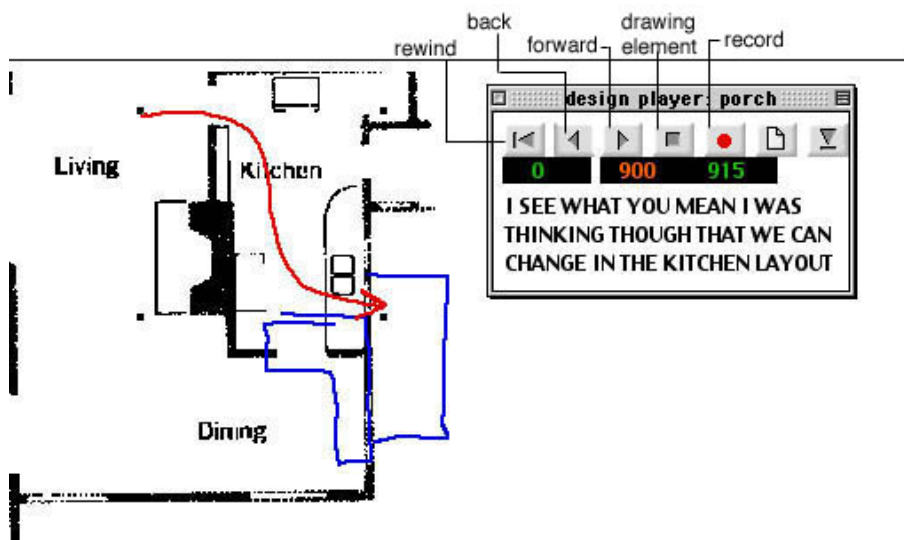 back
drawing
element
rewind
forward
record
design player: porch
0
900
915
I SEE WHAT YOU MEAN I WAS
THINKING THOUGH THAT WE CAN
CHANGE IN THE KITCHEN LAYOUT
Living
Kitchen
Dining